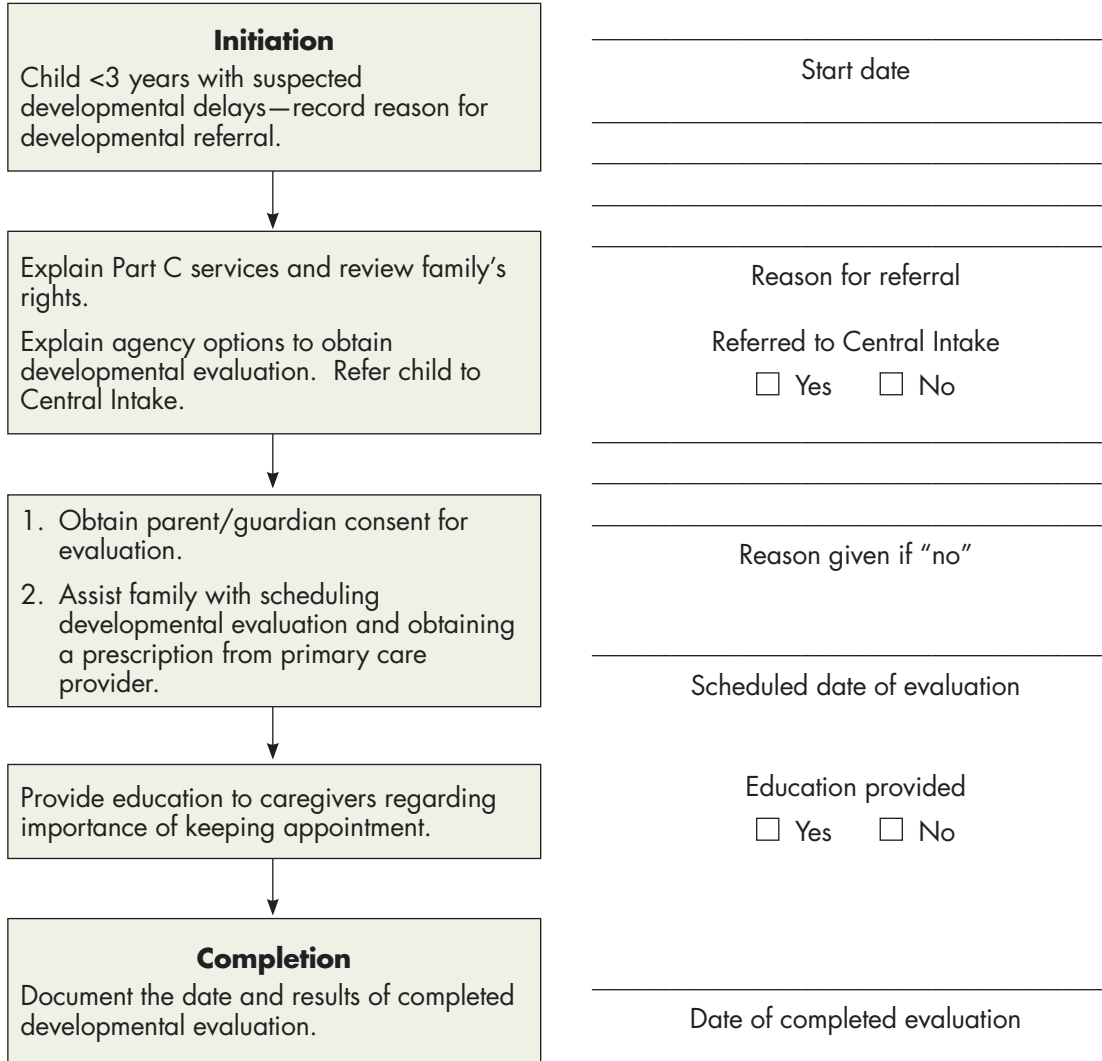 Initiation
Child <3 years with suspected
developmental delays—record reason for
developmental referral.
Start date
Explain Part C services and review family's
rights.
Explain agency options to obtain
developmental evaluation.  Refer child to
Central Intake.
Reason for referral
Referred to Central Intake
☐ Yes ☐ No
1. Obtain parent/guardian consent for
evaluation.
2. Assist family with scheduling
developmental evaluation and obtaining
a prescription from primary care
provider.
Reason given if “no”
Scheduled date of evaluation
Provide education to caregivers regarding
importance of keeping appointment.
Education provided
☐ Yes ☐ No
Completion
Document the date and results of completed
developmental evaluation.
Date of completed evaluation